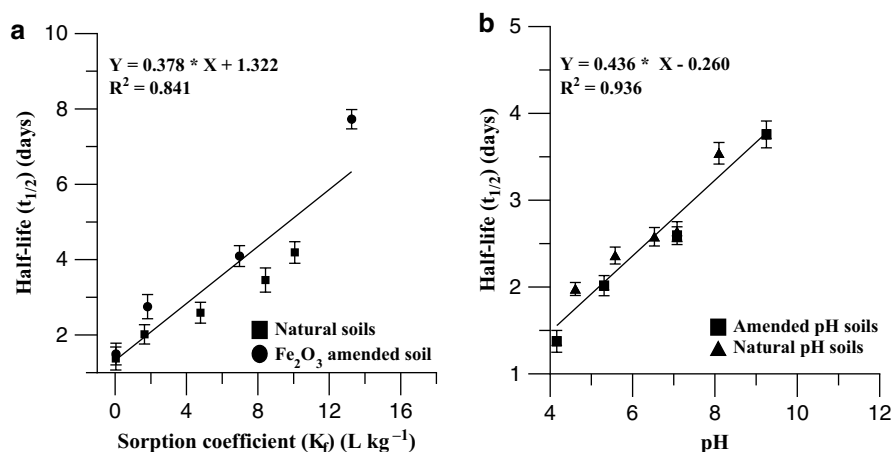 a
Y = 0.378 * X + 1.322
R² = 0.841
Half-life (t₁/₂) (days)
10
8
6
4
2
0 4 8 12 16
Natural soils
Fe₂O₃ amended soil
Sorption coefficient (K_f) (L kg⁻¹)
b
Y = 0.436 * X - 0.260
R² = 0.936
Half-life (t₁/₂) (days)
5
4
3
2
1
4 6 8 10 12
Amended pH soils
Natural pH soils
pH